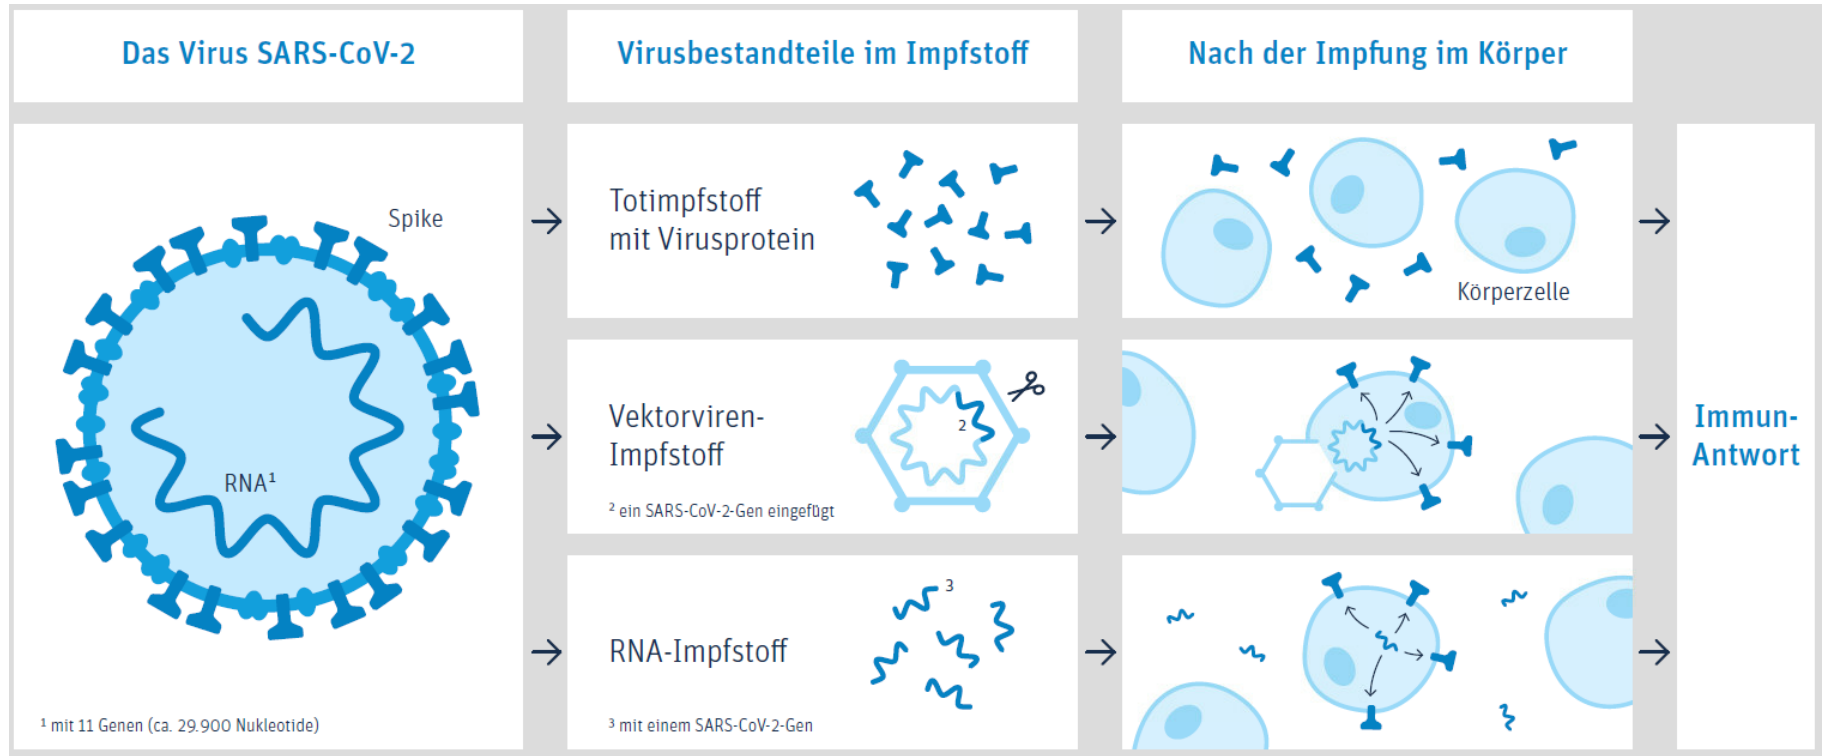 Das Virus SARS-CoV-2
Virusbestandteile im Impfstoff
Nach der Impfung im Körper
Spike
RNA¹
¹ mit 11 Genen (ca. 29.900 Nukleotide)
Totimpfstoff
mit Virusprotein
Körperzelle
Vektorviren-
Impfstoff
² ein SARS-CoV-2-Gen eingefügt
2
RNA-Impfstoff
³ mit einem SARS-CoV-2-Gen
3
Immun-
Antwort